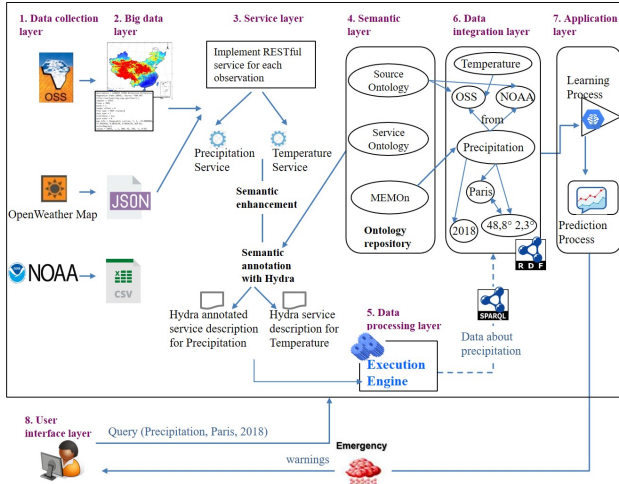 1. Data collection
layer
2. Big data
layer
3. Service layer
4. Semantic
layer
6. Data
integration layer
7. Application
layer
OSS
Implement RESTful
service for each
observation
Precipitation
Service
Temperature
Service
Semantic
enhancement
Semantic
annotation
with Hydra
Hydra annotated
service description
for Precipitation
Hydra service
description for
Temperature
OpenWeather Map
JSON
NOAA
CSV
Source
Ontology
Service
Ontology
MEMOn
Ontology
repository
Temperature
OSS
NOAA
from
Precipitation
Paris
2018
48,8° 2,3°
RDF
SPARQL
Learning
Process
Prediction
Process
5. Data
processing layer
Execution
Engine
Data about
precipitation
8. User
interface layer
Query (Precipitation, Paris, 2018)
warnings
Emergency